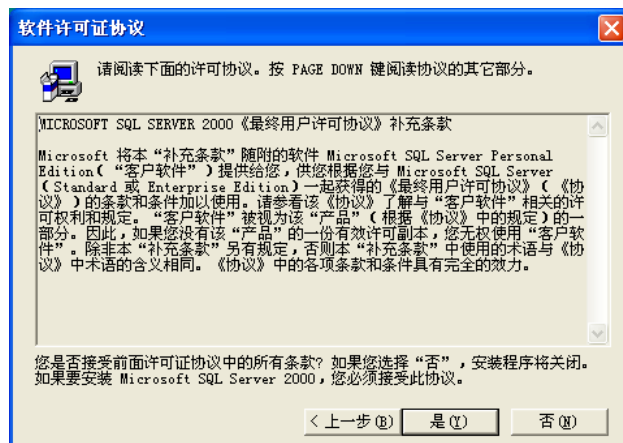 软件许可证协议
请阅读下面的许可协议。按 PAGE DOWN 键阅读协议的其它部分。
MICROSOFT SQL SERVER 2000《最终用户许可协议》补充条款
Microsoft 将本“补充条款”随附的软件 Microsoft SQL Server Personal
Edition(“客户软件”)提供给您，供您根据您与 Microsoft SQL Server
(Standard 或 Enterprise Edition)一起获得的《最终用户许可协议》(《协
议》)的条款和条件加以使用。请参看该《协议》了解与“客户软件”相关的许
可权利和规定。“客户软件”被视为该“产品”(根据《协议》中的规定)的一
部分。因此，如果您没有该“产品”的一份有效许可副本，您无权使用“客户软
件”。除非本“补充条款”另有规定，否则本“补充条款”中使用的术语与《协
议》中术语的含义相同。《协议》中的各项条款和条件具有完全的效力。
您是否接受前面许可证协议中的所有条款? 如果您选择“否”，安装程序将关闭。
如果要安装 Microsoft SQL Server 2000，您必须接受此协议。
< 上一步(B) 是(Y) 否(N)